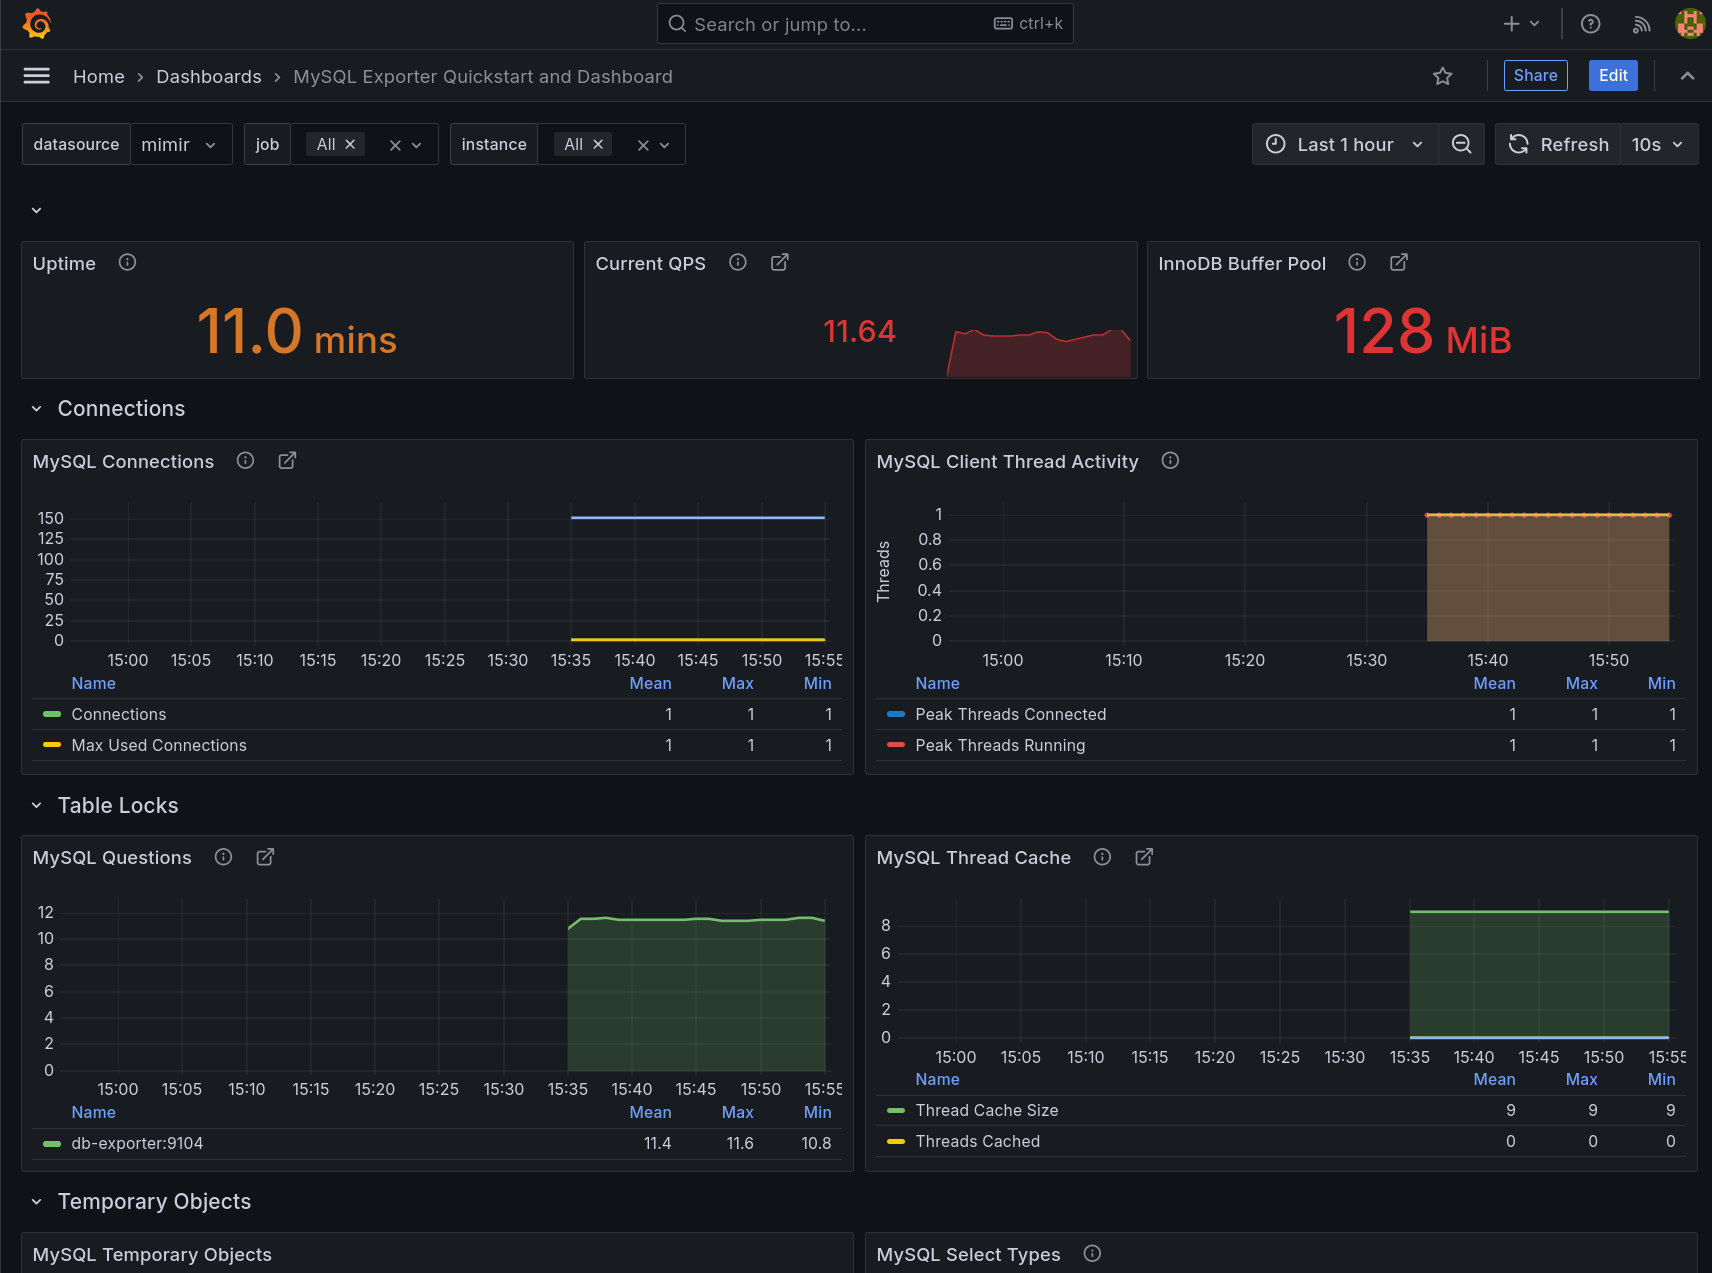 Search or jump to... ctrl+k
Home › Dashboards › MySQL Exporter Quickstart and Dashboard
Share Edit
datasource mimir job All × × instance All × × Last 1 hour Refresh 10s
Uptime
11.0 mins
Current QPS
11.64
InnoDB Buffer Pool
128 MiB
Connections
MySQL Connections
150
125
100
75
50
25
0
15:00 15:05 15:10 15:15 15:20 15:25 15:30 15:35 15:40 15:45 15:50 15:55
Name Mean Max Min
Connections 1 1 1
Max Used Connections 1 1 1
MySQL Client Thread Activity
Threads
1
0.8
0.6
0.4
0.2
0
15:00 15:10 15:20 15:30 15:40 15:50
Name Mean Max Min
Peak Threads Connected 1 1 1
Peak Threads Running 1 1 1
Table Locks
MySQL Questions
12
10
8
6
4
2
0
15:00 15:05 15:10 15:15 15:20 15:25 15:30 15:35 15:40 15:45 15:50 15:55
Name Mean Max Min
db-exporter:9104 11.4 11.6 10.8
MySQL Thread Cache
8
6
4
2
0
15:00 15:05 15:10 15:15 15:20 15:25 15:30 15:35 15:40 15:45 15:50 15:55
Name Mean Max Min
Thread Cache Size 9 9 9
Threads Cached 0 0 0
Temporary Objects
MySQL Temporary Objects
MySQL Select Types